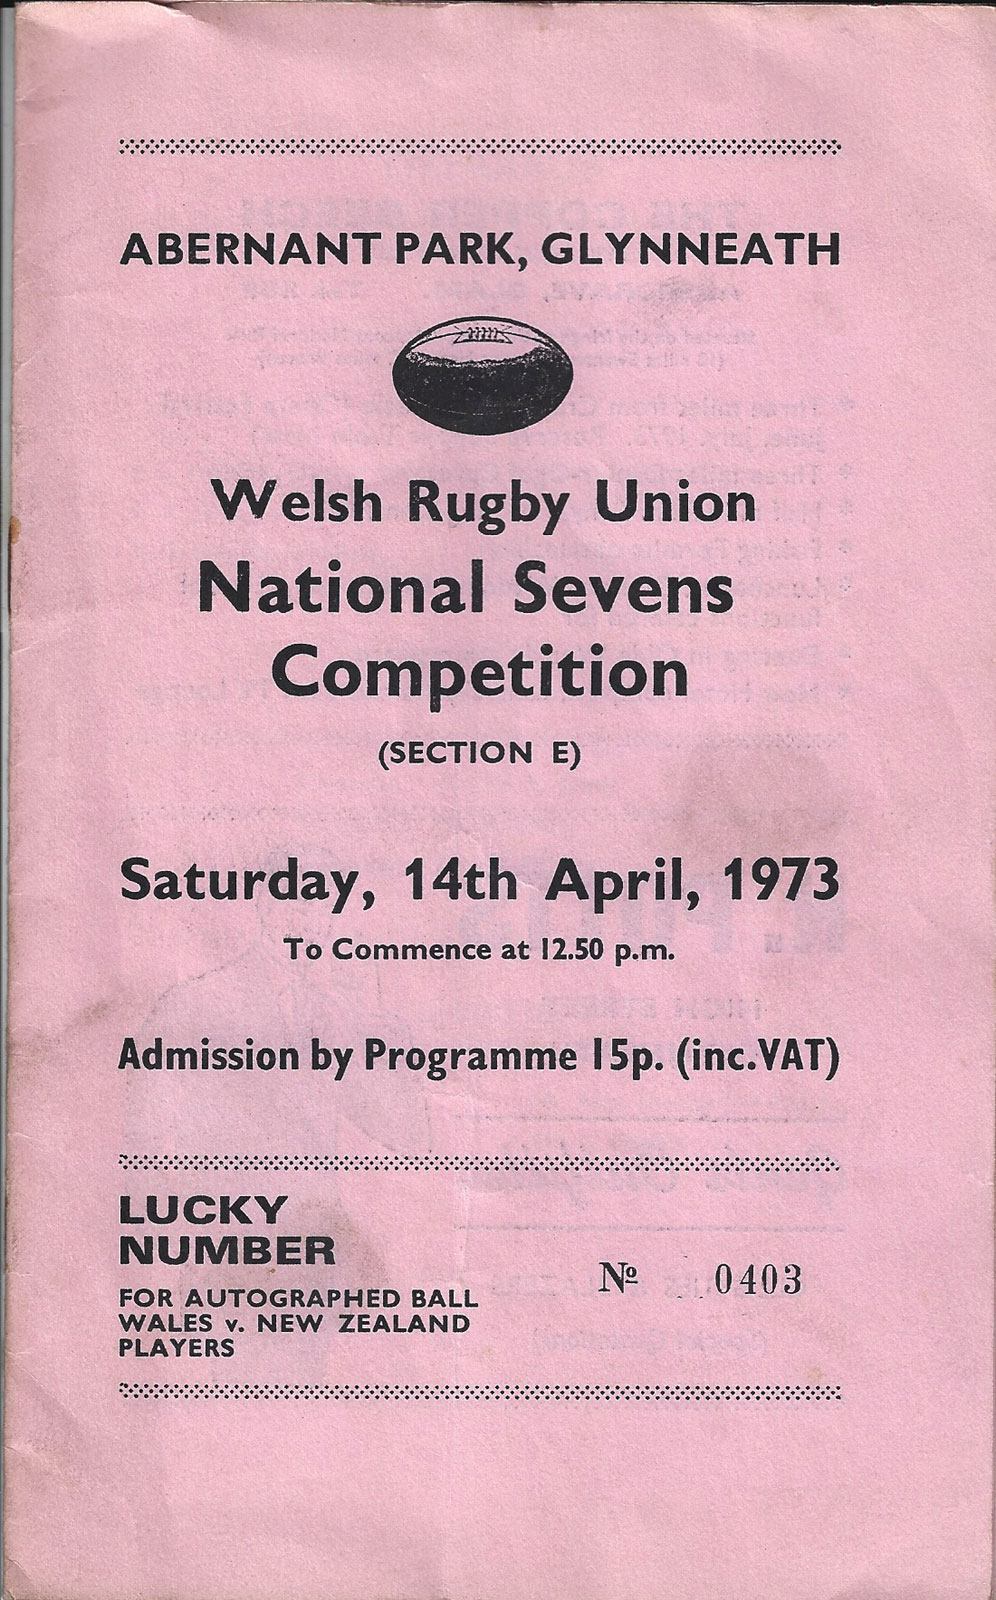 ABERNANT PARK, GLYNNEATH
Welsh Rugby Union
National Sevens
Competition
(SECTION E)
Saturday, 14th April, 1973
To Commence at 12.50 p.m.
Admission by Programme 15p. (inc.VAT)
LUCKY
NUMBER
FOR AUTOGRAPHED BALL
WALES v. NEW ZEALAND
PLAYERS
Nº 0403